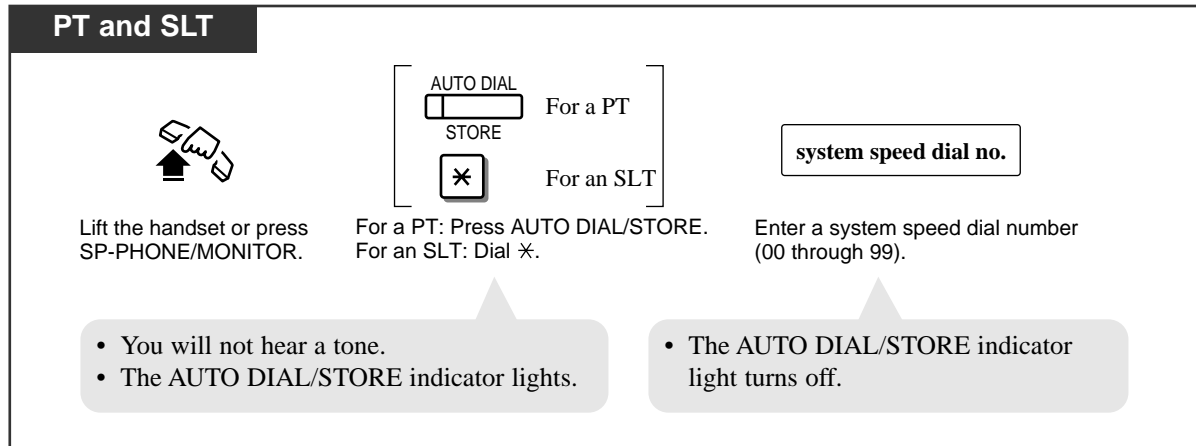 PT and SLT
AUTO DIAL
For a PT
STORE
✳
For an SLT
system speed dial no.
Lift the handset or press
SP-PHONE/MONITOR.
For a PT: Press AUTO DIAL/STORE.
For an SLT: Dial ✳.
Enter a system speed dial number
(00 through 99).
• You will not hear a tone.
• The AUTO DIAL/STORE indicator lights.
• The AUTO DIAL/STORE indicator
light turns off.